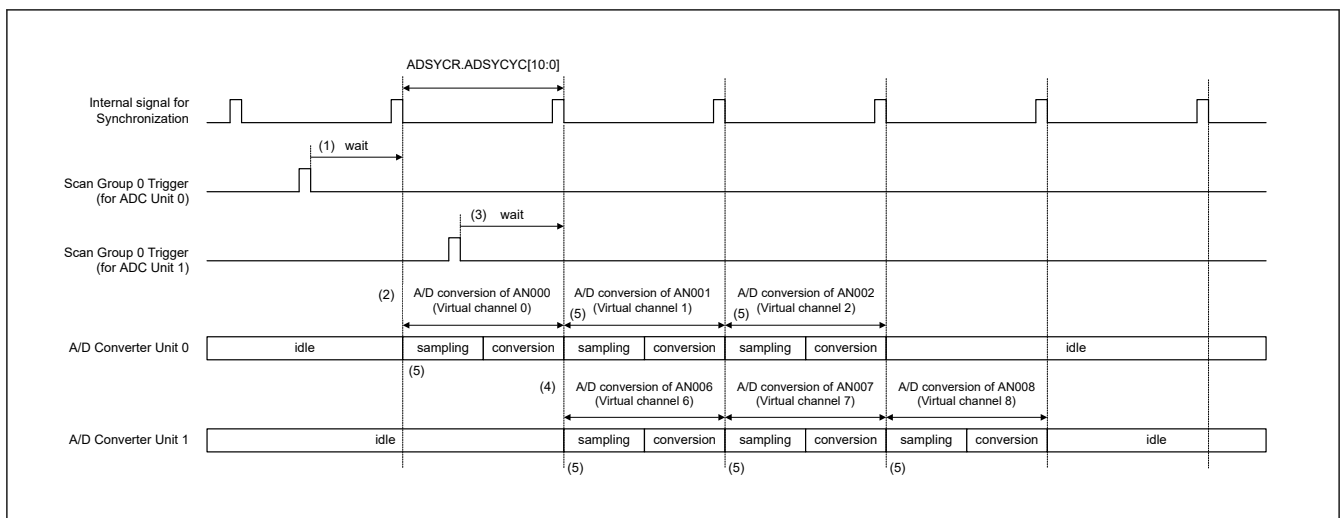 ADSYCR.ADSYCYC[10:0]
Internal signal for
Synchronization
(1) wait
Scan Group 0 Trigger
(for ADC Unit 0)
(3) wait
Scan Group 0 Trigger
(for ADC Unit 1)
(2) A/D conversion of AN000 A/D conversion of AN001 A/D conversion of AN002
(Virtual channel 0) (Virtual channel 1) (Virtual channel 2)
(5) (5)
A/D Converter Unit 0 idle sampling conversion sampling conversion sampling conversion idle
(5)
(4) A/D conversion of AN006 A/D conversion of AN007 A/D conversion of AN008
(Virtual channel 6) (Virtual channel 7) (Virtual channel 8)
A/D Converter Unit 1 idle sampling conversion sampling conversion sampling conversion idle
(5) (5) (5)